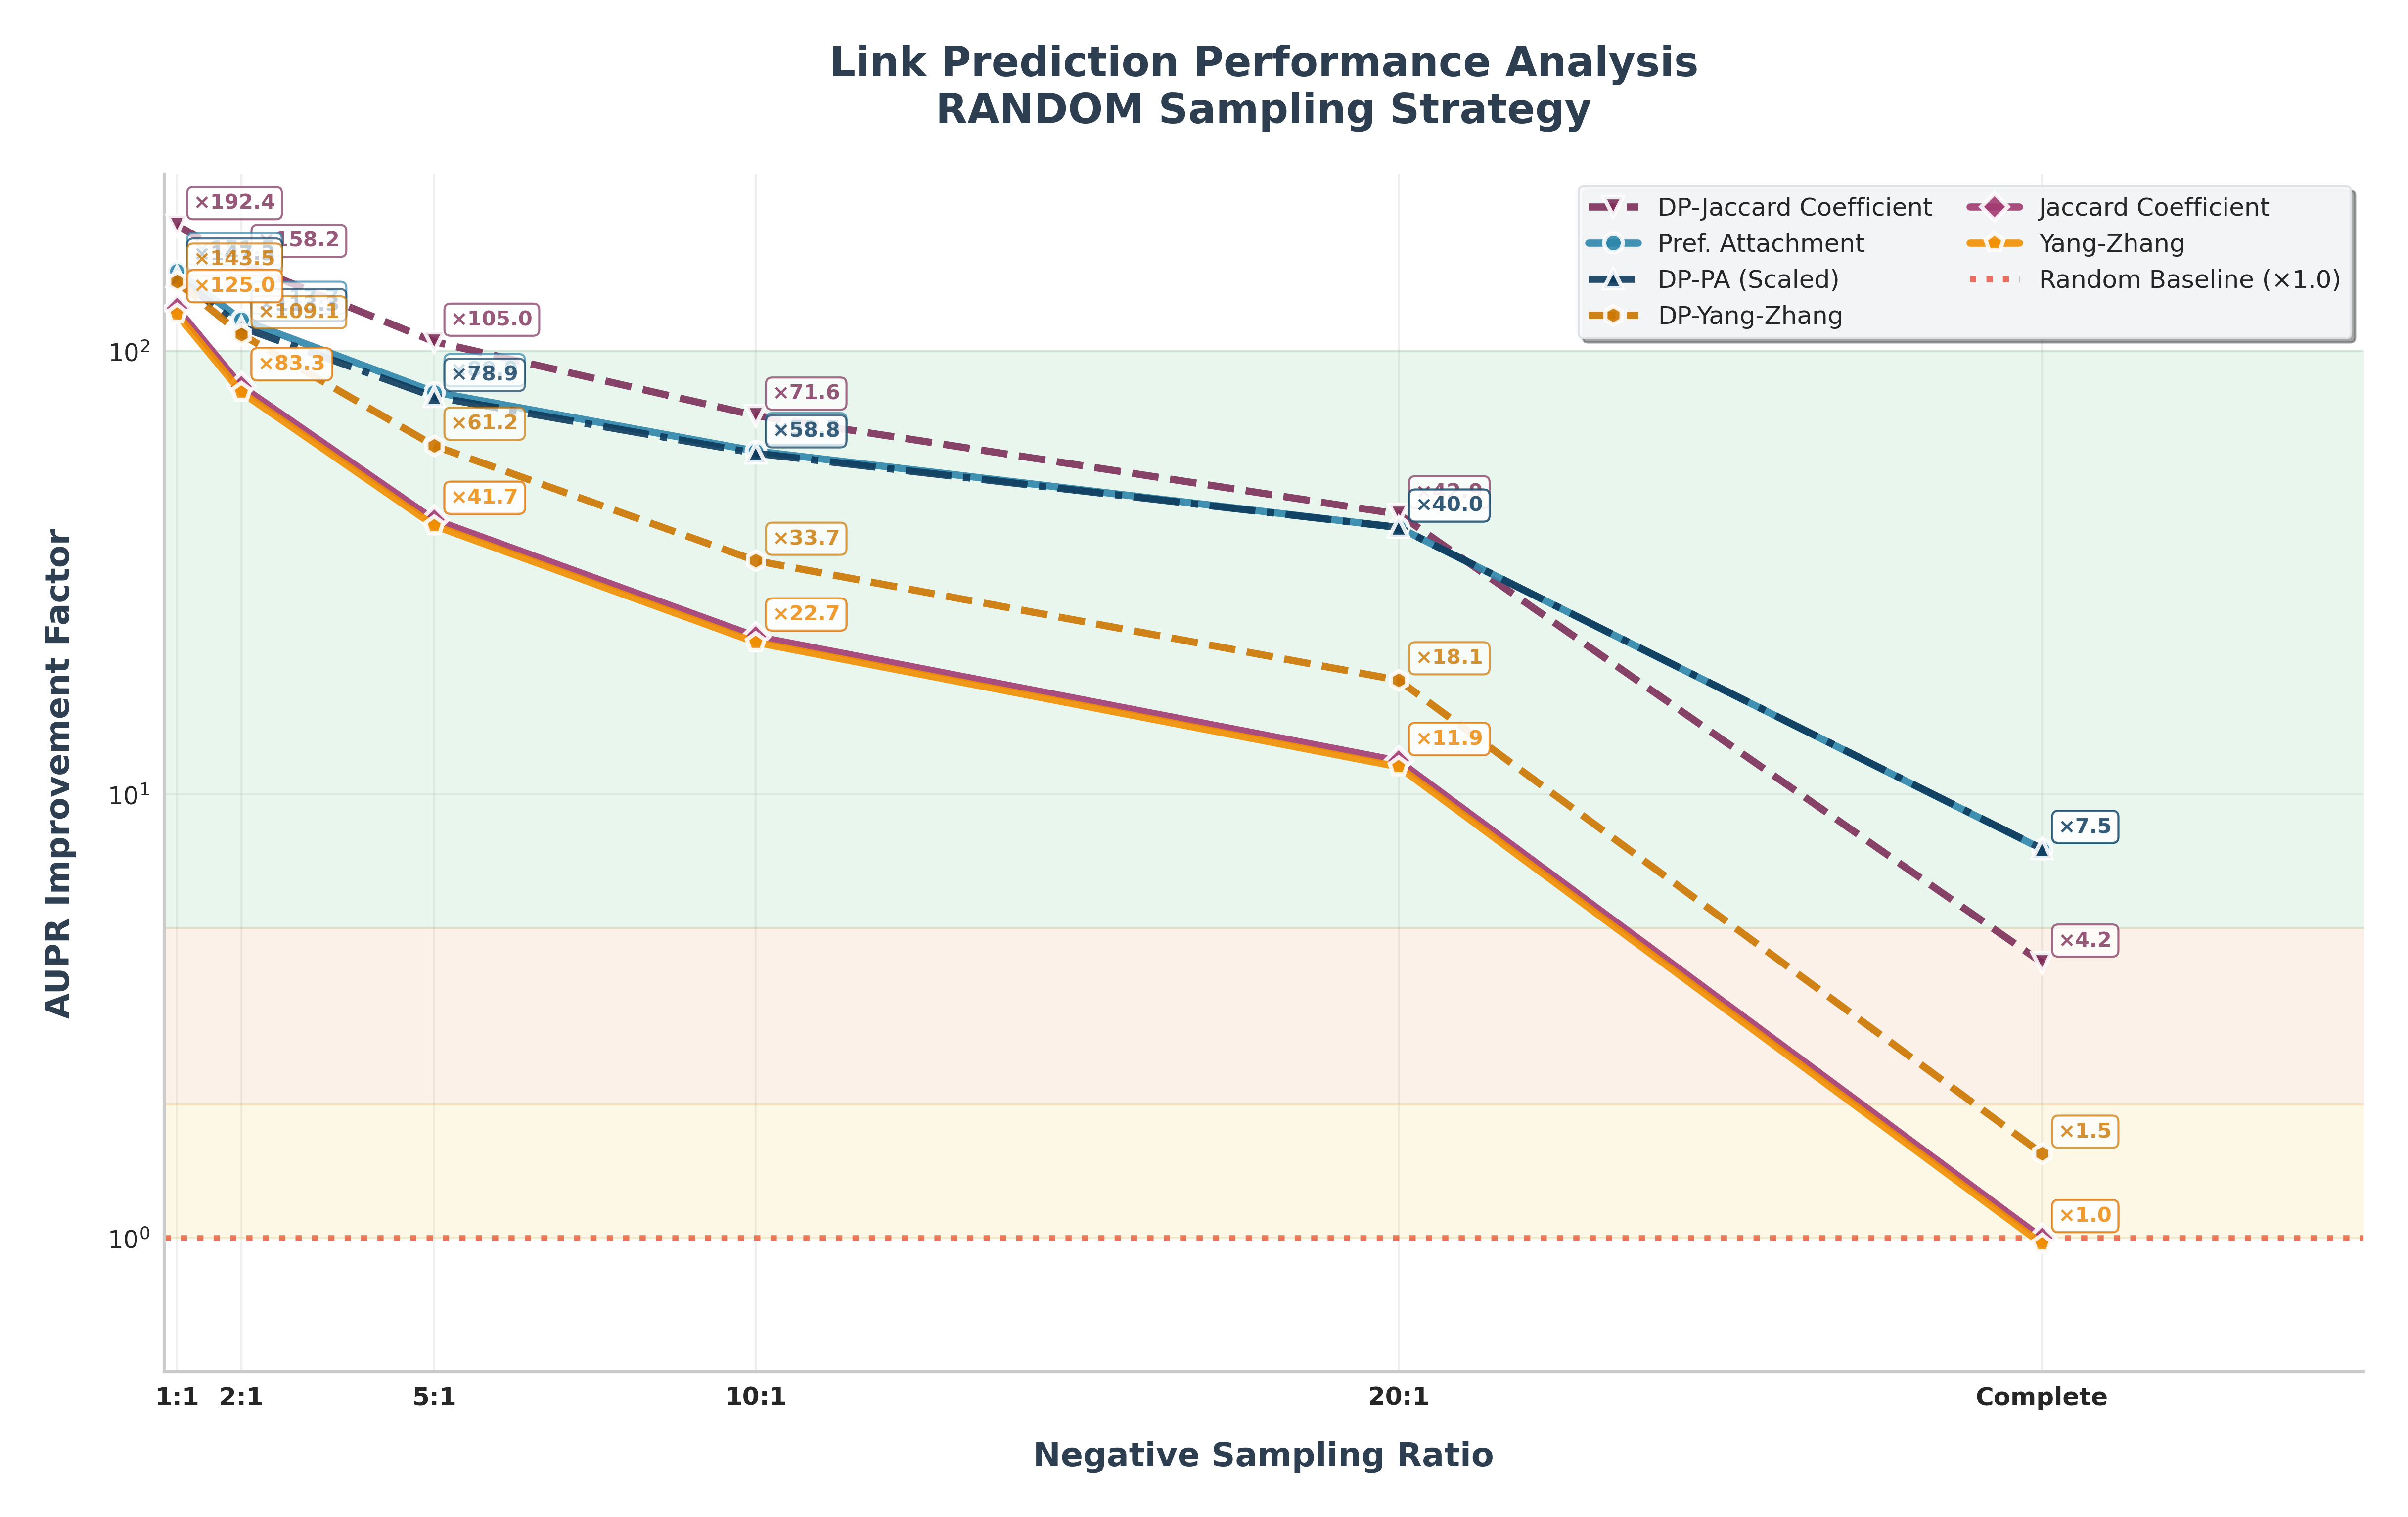 Link Prediction Performance Analysis
RANDOM Sampling Strategy
DP-Jaccard Coefficient
Pref. Attachment
DP-PA (Scaled)
DP-Yang-Zhang
Jaccard Coefficient
Yang-Zhang
Random Baseline (×1.0)
AUPR Improvement Factor
10²
10¹
10⁰
×192.4
×143.5
×125.0
×158.2
×109.1
×83.3
×105.0
×78.9
×61.2
×41.7
×71.6
×58.8
×33.7
×22.7
×40.0
×18.1
×11.9
×7.5
×4.2
×1.5
×1.0
1:1 2:1 5:1 10:1 20:1 Complete
Negative Sampling Ratio